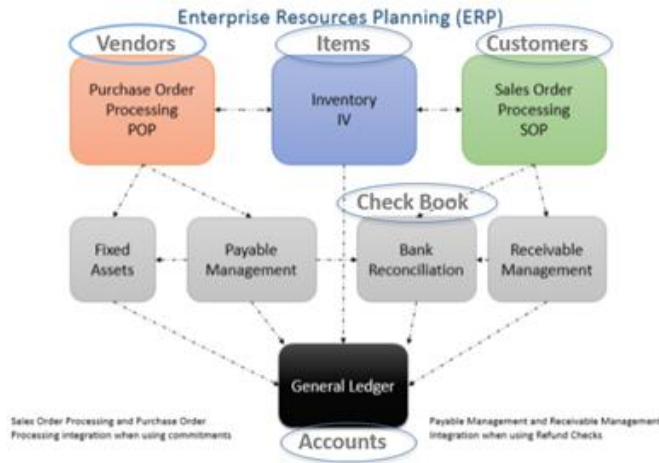 Enterprise Resources Planning (ERP)
Vendors
Items
Customers
Purchase Order
Processing
POP
Inventory
IV
Sales Order
Processing
SOP
Check Book
Fixed
Assets
Payable
Management
Bank
Reconciliation
Receivable
Management
General Ledger
Accounts
Sales Order Processing and Purchase Order
Processing integration when using commitments
Payable Management and Receivable Management
Integration when using Refund Checks